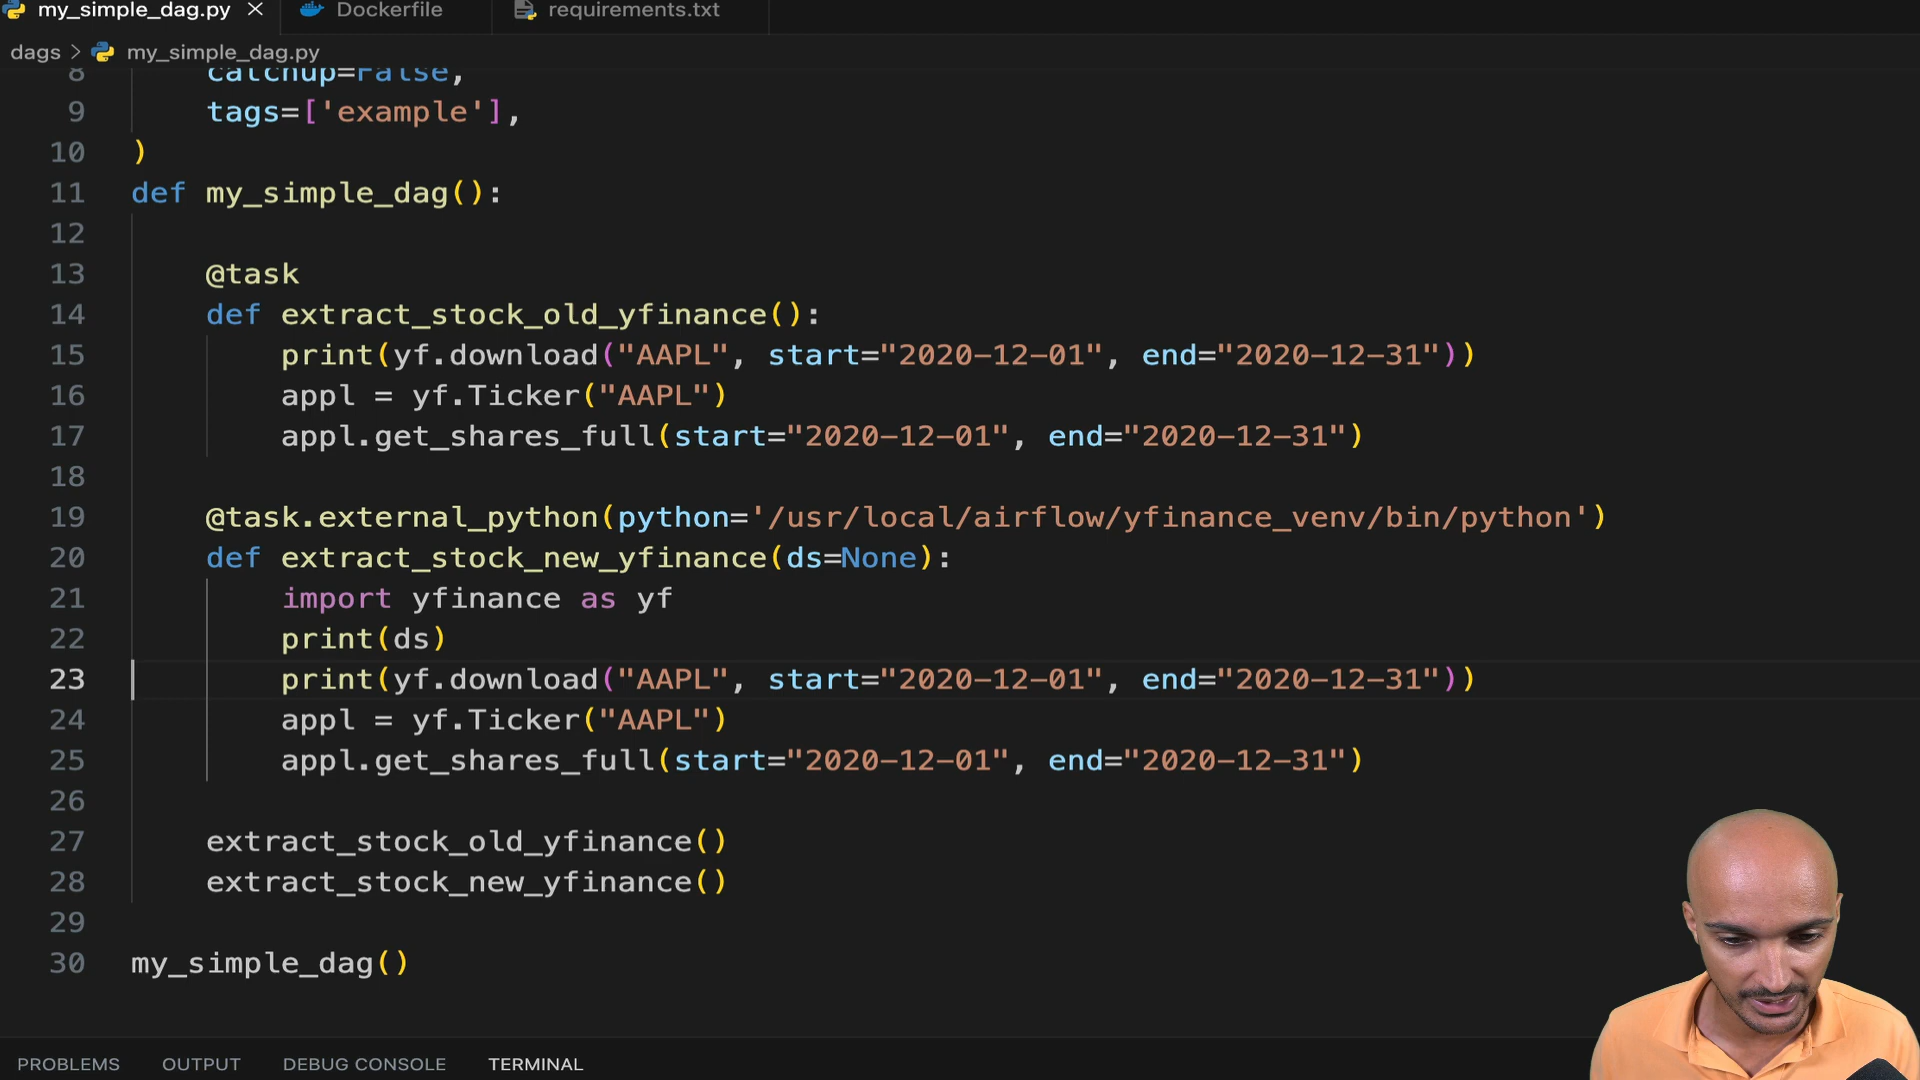 my_simple_dag.py Dockerfile requirements.txt
dags > my_simple_dag.py
8 catchup=False,
9 tags=['example'],
10 )
11 def my_simple_dag():
12
13 @task
14 def extract_stock_old_yfinance():
15 print(yf.download("AAPL", start="2020-12-01", end="2020-12-31"))
16 appl = yf.Ticker("AAPL")
17 appl.get_shares_full(start="2020-12-01", end="2020-12-31")
18
19 @task.external_python(python='/usr/local/airflow/yfinance_venv/bin/python')
20 def extract_stock_new_yfinance(ds=None):
21 import yfinance as yf
22 print(ds)
23 print(yf.download("AAPL", start="2020-12-01", end="2020-12-31"))
24 appl = yf.Ticker("AAPL")
25 appl.get_shares_full(start="2020-12-01", end="2020-12-31")
26
27 extract_stock_old_yfinance()
28 extract_stock_new_yfinance()
29
30 my_simple_dag()
PROBLEMS OUTPUT DEBUG CONSOLE TERMINAL